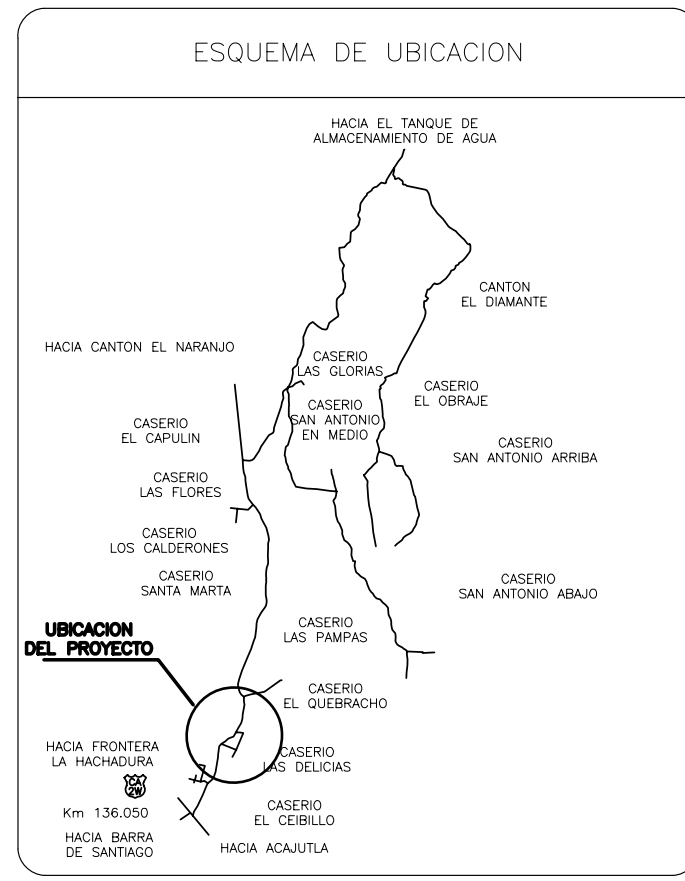 ESQUEMA DE UBICACION
HACIA EL TANQUE DE
ALMACENAMIENTO DE AGUA
CANTON
EL DIAMANTE
HACIA CANTON EL NARANJO
CASERIO
LAS GLORIAS
CASERIO
EL OBRAJE
CASERIO
SAN ANTONIO
EN MEDIO
CASERIO
EL CAPULIN
CASERIO
SAN ANTONIO ARRIBA
CASERIO
LAS FLORES
CASERIO
LOS CALDERONES
CASERIO
SANTA MARTA
CASERIO
SAN ANTONIO ABAJO
CASERIO
LAS PAMPAS
UBICACION
DEL PROYECTO
CASERIO
EL QUEBRACHO
HACIA FRONTERA
LA HACHADURA
CASERIO
LAS DELICIAS
CA
2W
Km 136.050
CASERIO
EL CEIBILLO
HACIA BARRA
DE SANTIAGO
HACIA ACAJUTLA